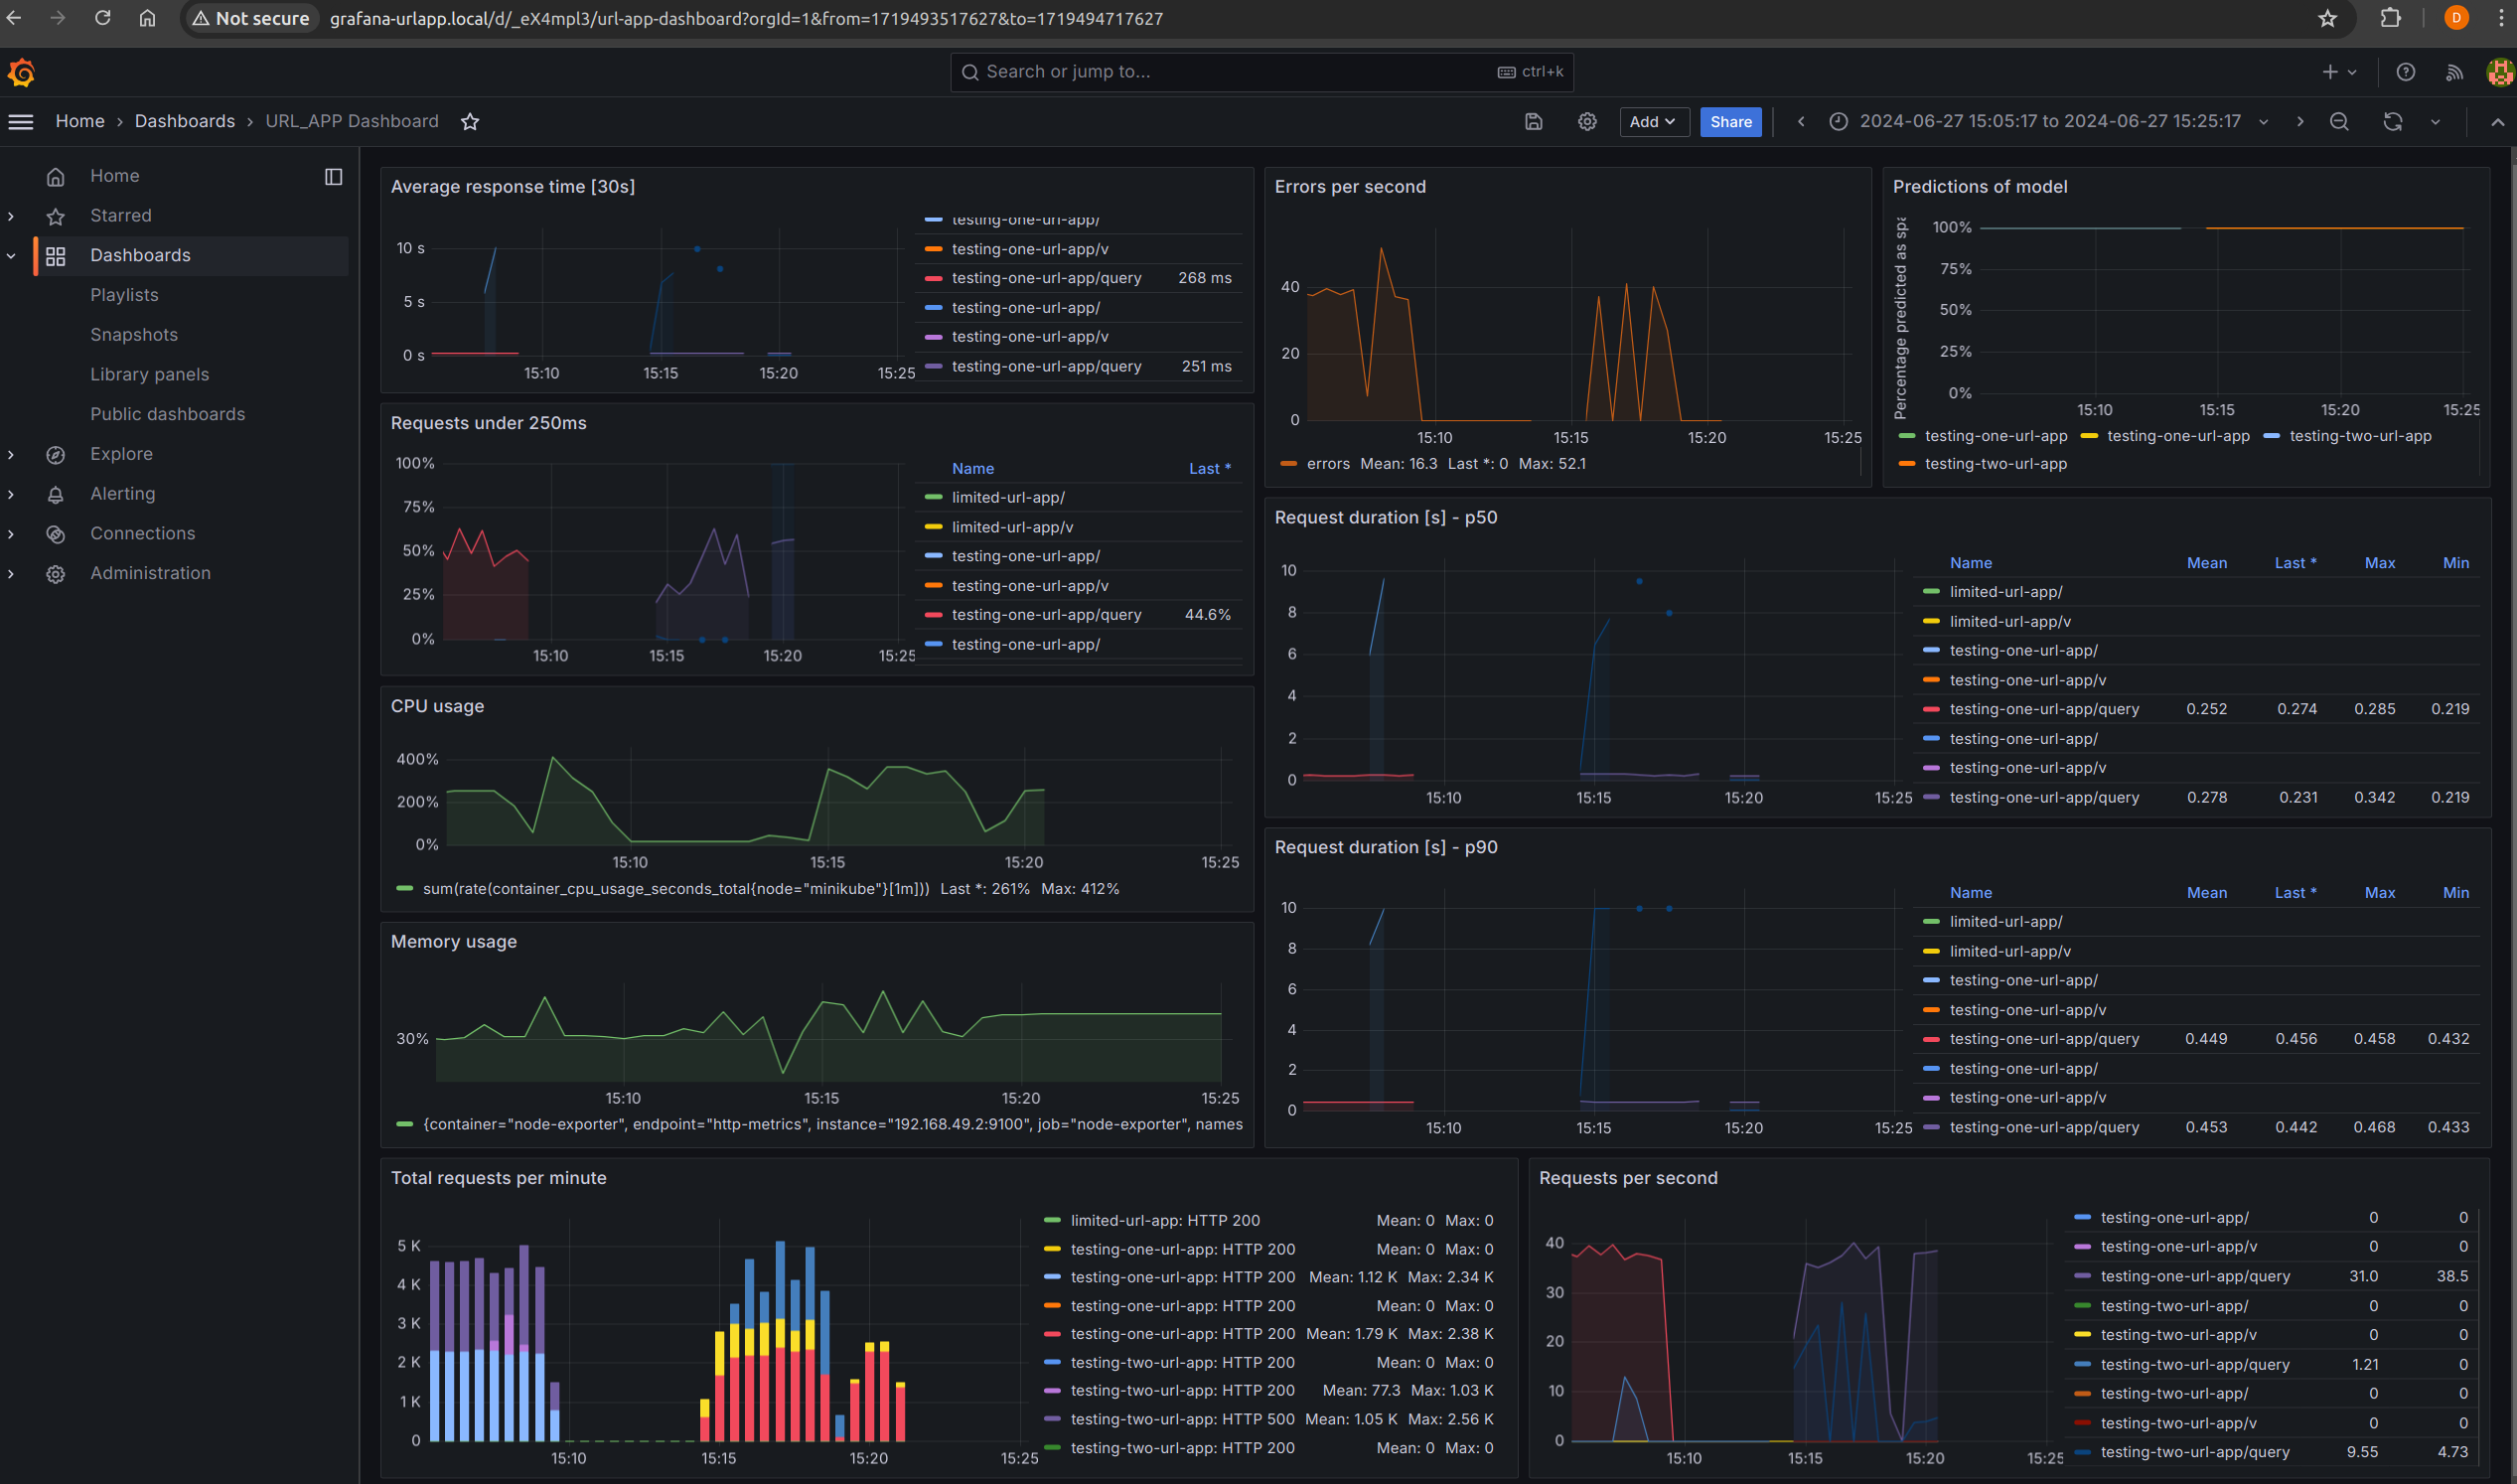 Not secure grafana-urlapp.local/d/_eX4mpl3/url-app-dashboard?orgId=1&from=1719493517627&to=1719494717627
D
Search or jump to... ctrl+k
Home › Dashboards › URL_APP Dashboard
Add Share 2024-06-27 15:05:17 to 2024-06-27 15:25:17
Home
Starred
Dashboards
Playlists
Snapshots
Library panels
Public dashboards
Explore
Alerting
Connections
Administration
Average response time [30s]
10 s
5 s
0 s
15:10 15:15 15:20 15:25
testing-one-url-app/
testing-one-url-app/v
testing-one-url-app/query 268 ms
testing-one-url-app/
testing-one-url-app/v
testing-one-url-app/query 251 ms
Errors per second
40
20
0
15:10 15:15 15:20 15:25
errors Mean: 16.3 Last *: 0 Max: 52.1
Predictions of model
Percentage predicted as
100%
75%
50%
25%
0%
15:10 15:15 15:20 15:25
testing-one-url-app testing-one-url-app testing-two-url-app
testing-two-url-app
Requests under 250ms
100%
75%
50%
25%
0%
15:10 15:15 15:20 15:25
Name Last *
limited-url-app/
limited-url-app/v
testing-one-url-app/
testing-one-url-app/v
testing-one-url-app/query 44.6%
testing-one-url-app/
Request duration [s] - p50
10
8
6
4
2
0
15:10 15:15 15:20 15:25
Name Mean Last * Max Min
limited-url-app/
limited-url-app/v
testing-one-url-app/
testing-one-url-app/v
testing-one-url-app/query 0.252 0.274 0.285 0.219
testing-one-url-app/
testing-one-url-app/v
testing-one-url-app/query 0.278 0.231 0.342 0.219
CPU usage
400%
200%
0%
15:10 15:15 15:20 15:25
sum(rate(container_cpu_usage_seconds_total{node="minikube"}[1m])) Last *: 261% Max: 412%
Request duration [s] - p90
10
8
6
4
2
0
15:10 15:15 15:20 15:25
Name Mean Last * Max Min
limited-url-app/
limited-url-app/v
testing-one-url-app/
testing-one-url-app/v
testing-one-url-app/query 0.449 0.456 0.458 0.432
testing-one-url-app/
testing-one-url-app/v
testing-one-url-app/query 0.453 0.442 0.468 0.433
Memory usage
30%
15:10 15:15 15:20 15:25
{container="node-exporter", endpoint="http-metrics", instance="192.168.49.2:9100", job="node-exporter", names
Total requests per minute
5 K
4 K
3 K
2 K
1 K
0
15:10 15:15 15:20 15:25
limited-url-app: HTTP 200 Mean: 0 Max: 0
testing-one-url-app: HTTP 200 Mean: 0 Max: 0
testing-one-url-app: HTTP 200 Mean: 1.12 K Max: 2.34 K
testing-one-url-app: HTTP 200 Mean: 0 Max: 0
testing-one-url-app: HTTP 200 Mean: 1.79 K Max: 2.38 K
testing-two-url-app: HTTP 200 Mean: 0 Max: 0
testing-two-url-app: HTTP 200 Mean: 77.3 Max: 1.03 K
testing-two-url-app: HTTP 500 Mean: 1.05 K Max: 2.56 K
testing-two-url-app: HTTP 200 Mean: 0 Max: 0
Requests per second
40
30
20
10
0
15:10 15:15 15:20 15:25
testing-one-url-app/ 0 0
testing-one-url-app/v 0 0
testing-one-url-app/query 31.0 38.5
testing-two-url-app/ 0 0
testing-two-url-app/v 0 0
testing-two-url-app/query 1.21 0
testing-two-url-app/ 0 0
testing-two-url-app/v 0 0
testing-two-url-app/query 9.55 4.73